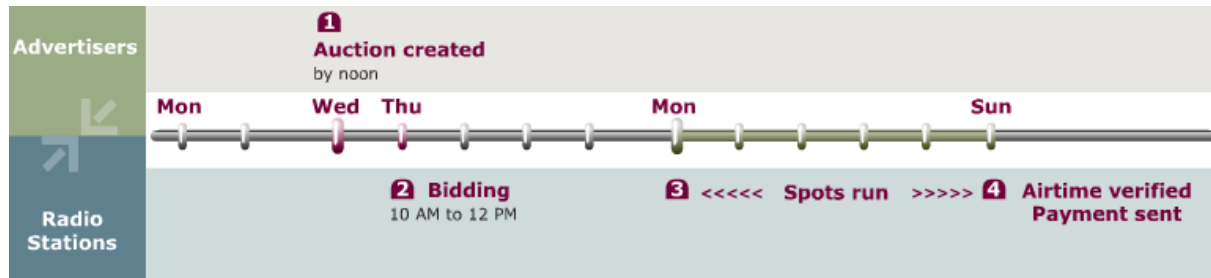 Advertisers
1
Auction created
by noon
Mon Wed Thu Mon Sun
2 Bidding
10 AM to 12 PM
3 <<<<< Spots run >>>>> 4 Airtime verified
Payment sent
Radio
Stations